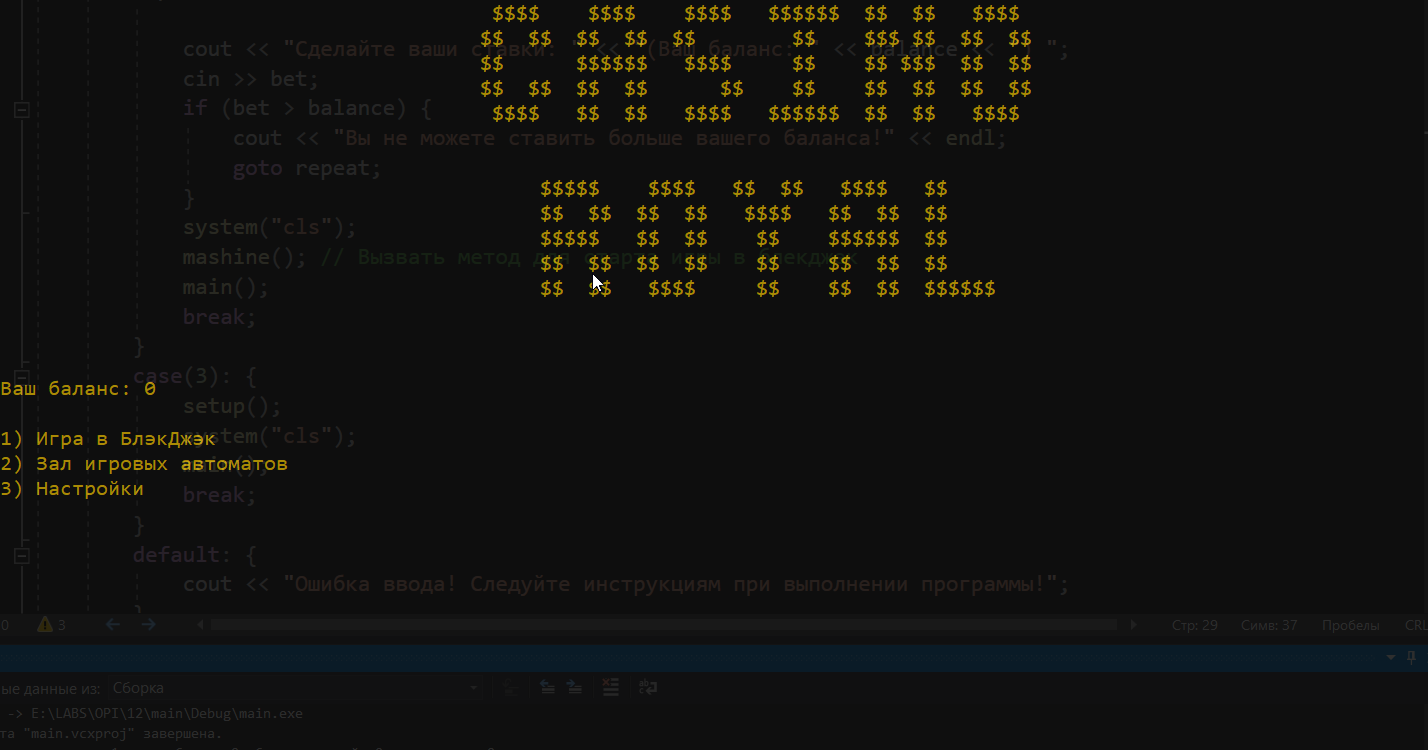 CASINO
cout << "Сделайте ваши ставки: " << (Ваш баланс: " << balance << ) ";
cin >> bet;
if (bet > balance) {
cout << "Вы не можете ставить больше вашего баланса!" << endl;
goto repeat;
}
ROYAL
system("cls");
mashine(); // Вызвать метод для игры в блекджек
main();
break;
}
case(3): {
Ваш баланс: 0
setup();
system("cls");
1) Игра в БлэкДжэк
2) Зал игровых автоматов
main();
3) Настройки
break;
}
default: {
cout << "Ошибка ввода! Следуйте инструкциям при выполнении программы!";
}
0 3 Стр: 29 Симв: 37 Пробелы CRL
ые данные из: Сборка
-> E:\LABS\OPI\12\main\Debug\main.exe
та "main.vcxproj" завершена.